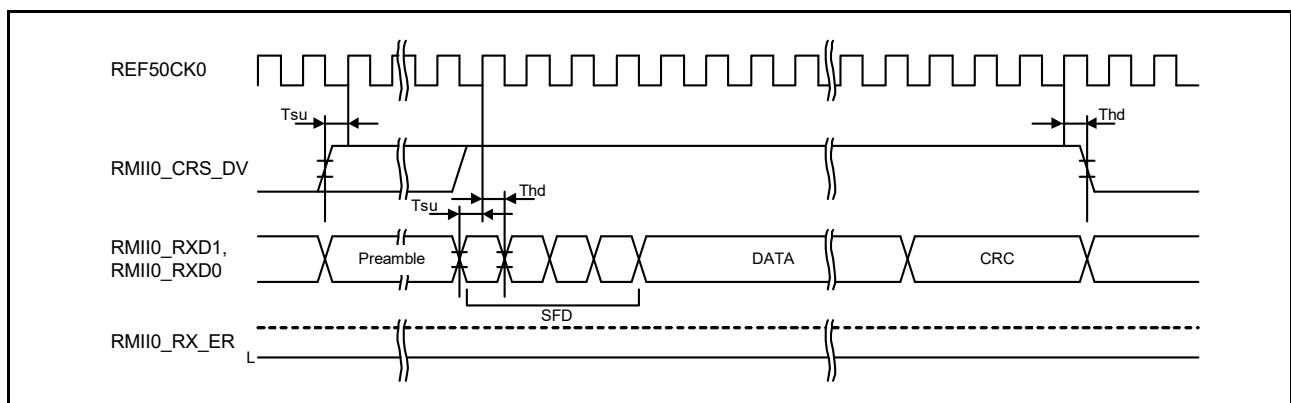 REF50CK0
Tsu
Thd
RMII0_CRS_DV
Thd
Tsu
RMII0_RXD1,
RMII0_RXD0
Preamble
DATA
CRC
SFD
RMII0_RX_ER
L